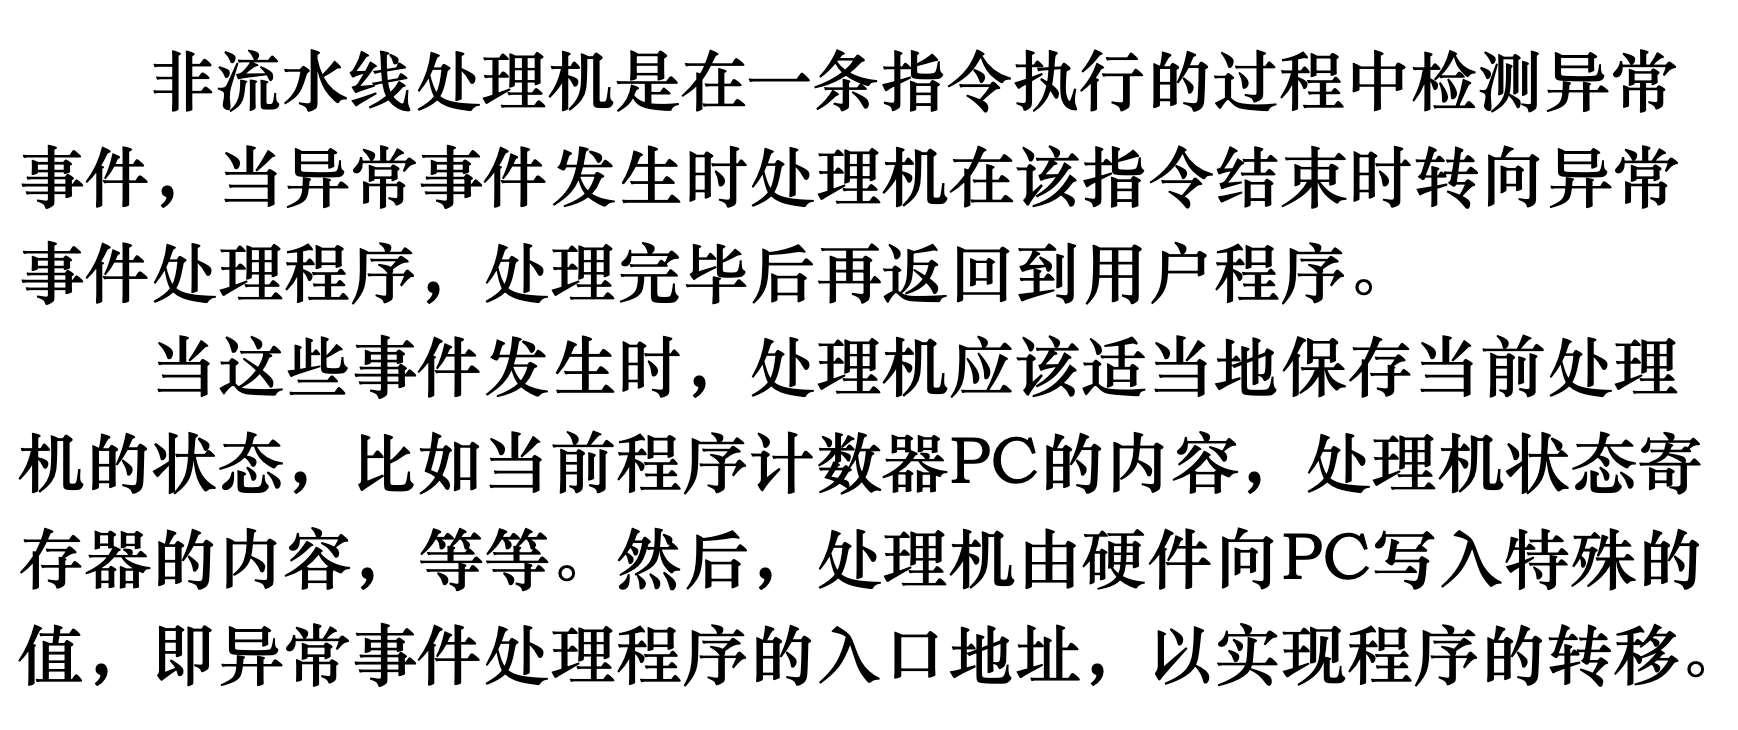 非流水线处理机是在一条指令执行的过程中检测异常
事件，当异常事件发生时处理机在该指令结束时转向异常
事件处理程序，处理完毕后再返回到用户程序。
当这些事件发生时，处理机应该适当地保存当前处理
机的状态，比如当前程序计数器PC的内容，处理机状态寄
存器的内容，等等。然后，处理机由硬件向PC写入特殊的
值，即异常事件处理程序的入口地址，以实现程序的转移。